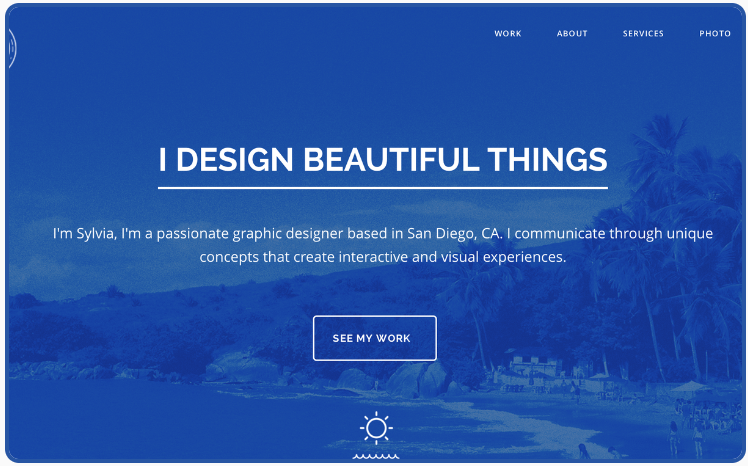 WORK ABOUT SERVICES PHOTO
I DESIGN BEAUTIFUL THINGS
I'm Sylvia, I'm a passionate graphic designer based in San Diego, CA. I communicate through unique
concepts that create interactive and visual experiences.
SEE MY WORK